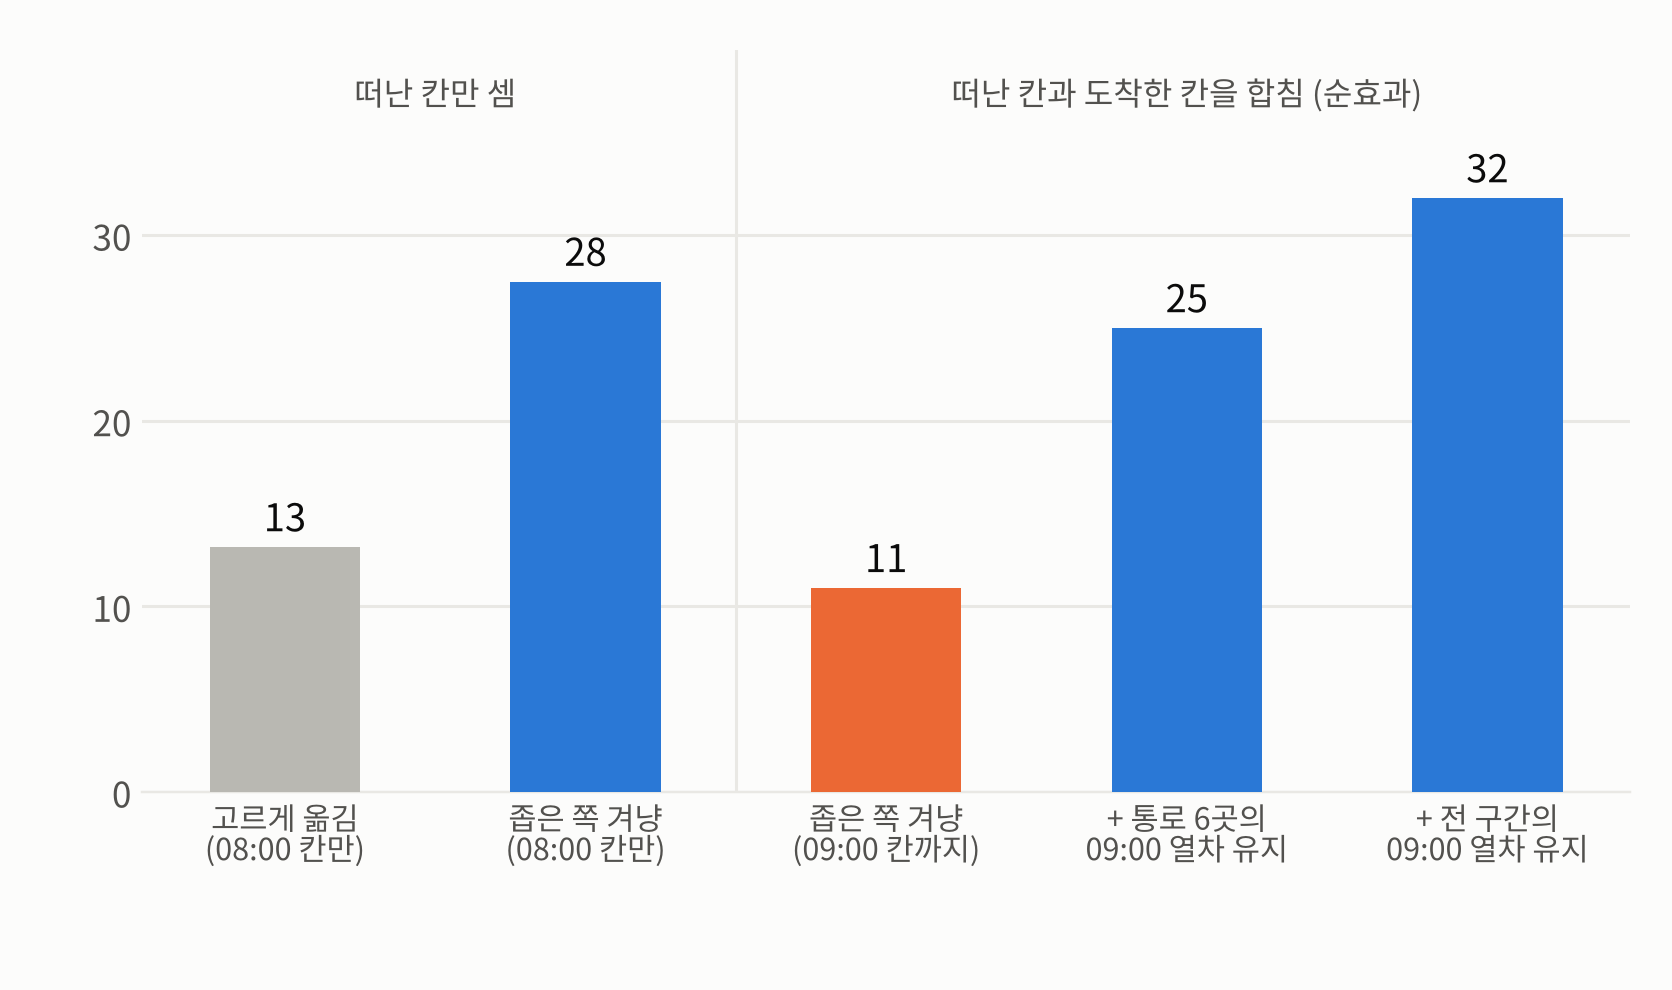 떠난 칸만 셈
떠난 칸과 도착한 칸을 합침 (순효과)
30
20
10
0
13
28
11
25
32
고르게 옮김
(08:00 칸만)
좁은 쪽 겨냥
(08:00 칸만)
좁은 쪽 겨냥
(09:00 칸까지)
+ 통로 6곳의
09:00 열차 유지
+ 전 구간의
09:00 열차 유지